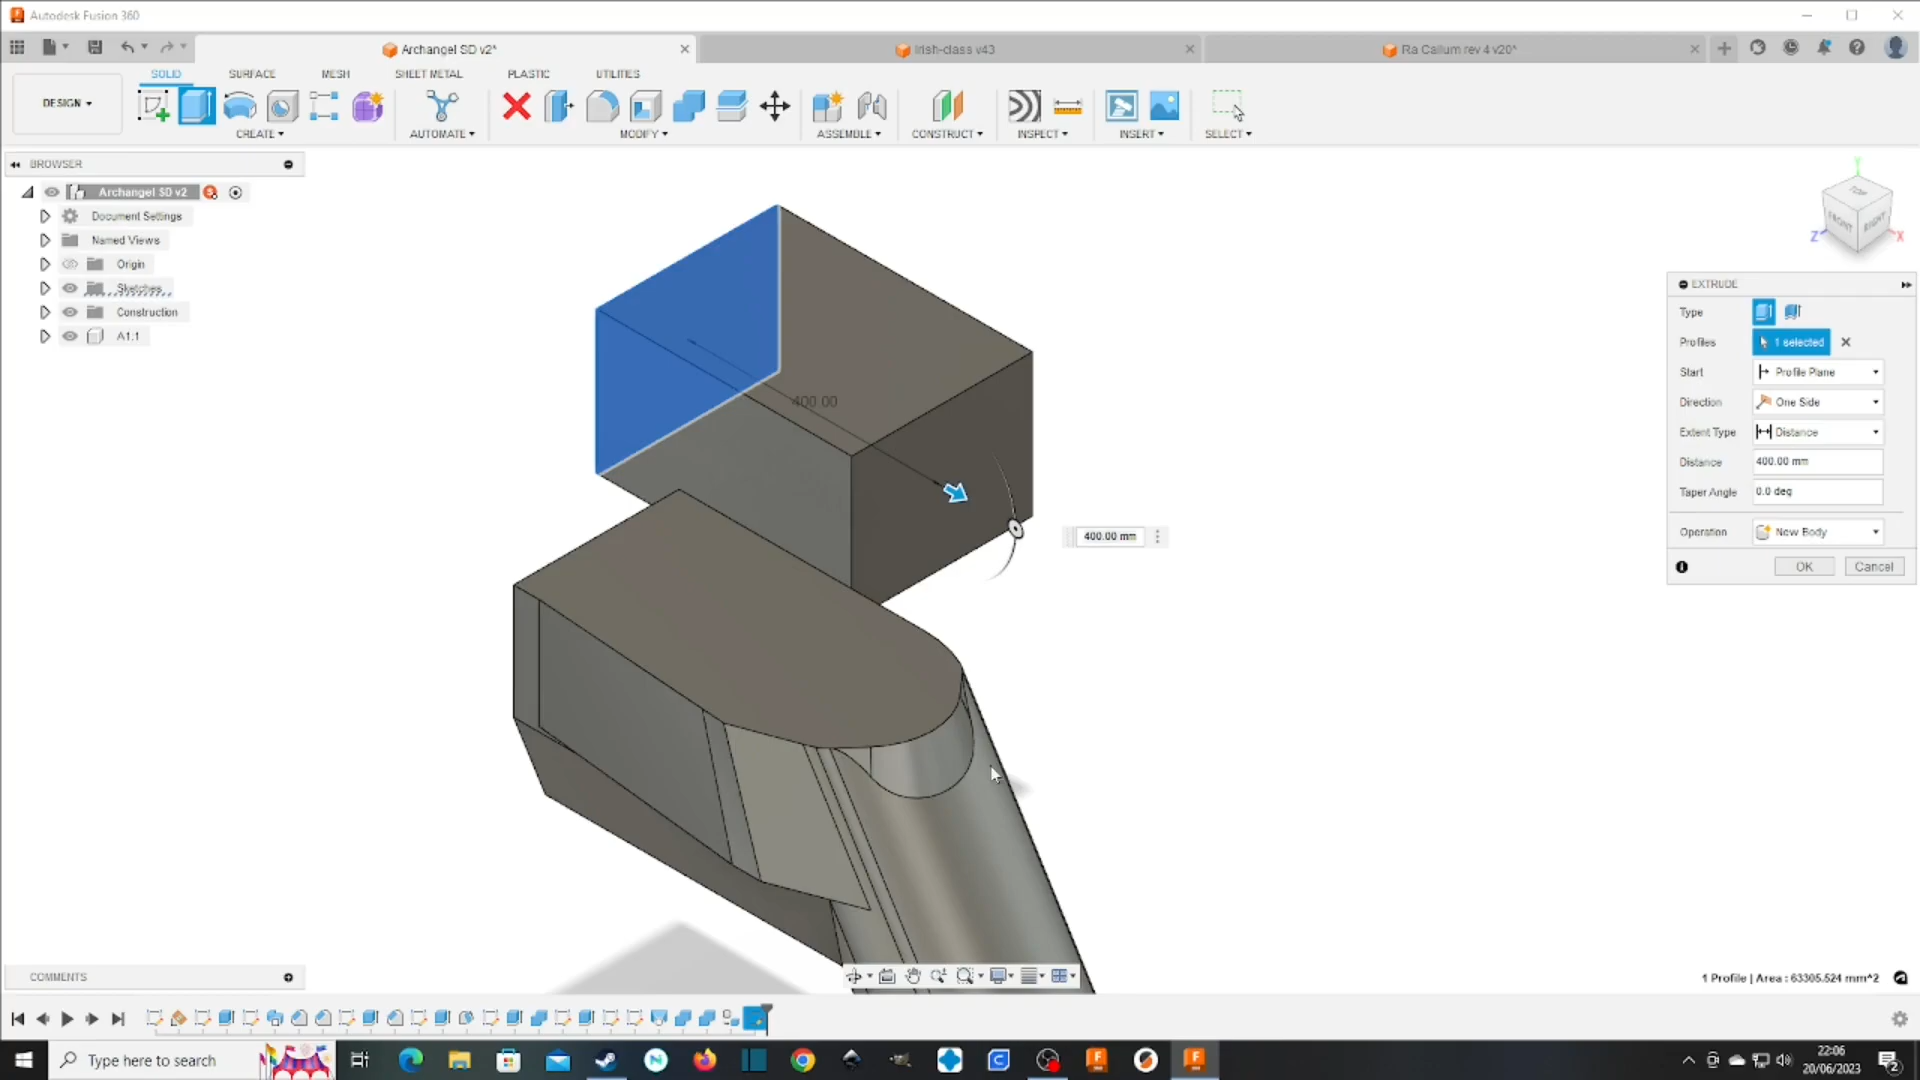 Autodesk Fusion 360
Archangel SD v2*
Irish-class v43
Ra Callum rev 4 v20*
DESIGN
SOLID
SURFACE
MESH
SHEET METAL
PLASTIC
UTILITIES
CREATE
AUTOMATE
MODIFY
ASSEMBLE
CONSTRUCT
INSPECT
INSERT
SELECT
BROWSER
Archangel SD v2
Document Settings
Named Views
Origin
Sketches
Construction
A1:1
Y
TOP
FRONT
RIGHT
Z
X
400.00
400.00 mm
EXTRUDE
Type
Profiles
1 selected
Start
Profile Plane
Direction
One Side
Extent Type
Distance
Distance
400.00 mm
Taper Angle
0.0 deg
Operation
New Body
OK
Cancel
COMMENTS
1 Profile | Area : 63305.524 mm^2
Type here to search
22:06
20/06/2023
2